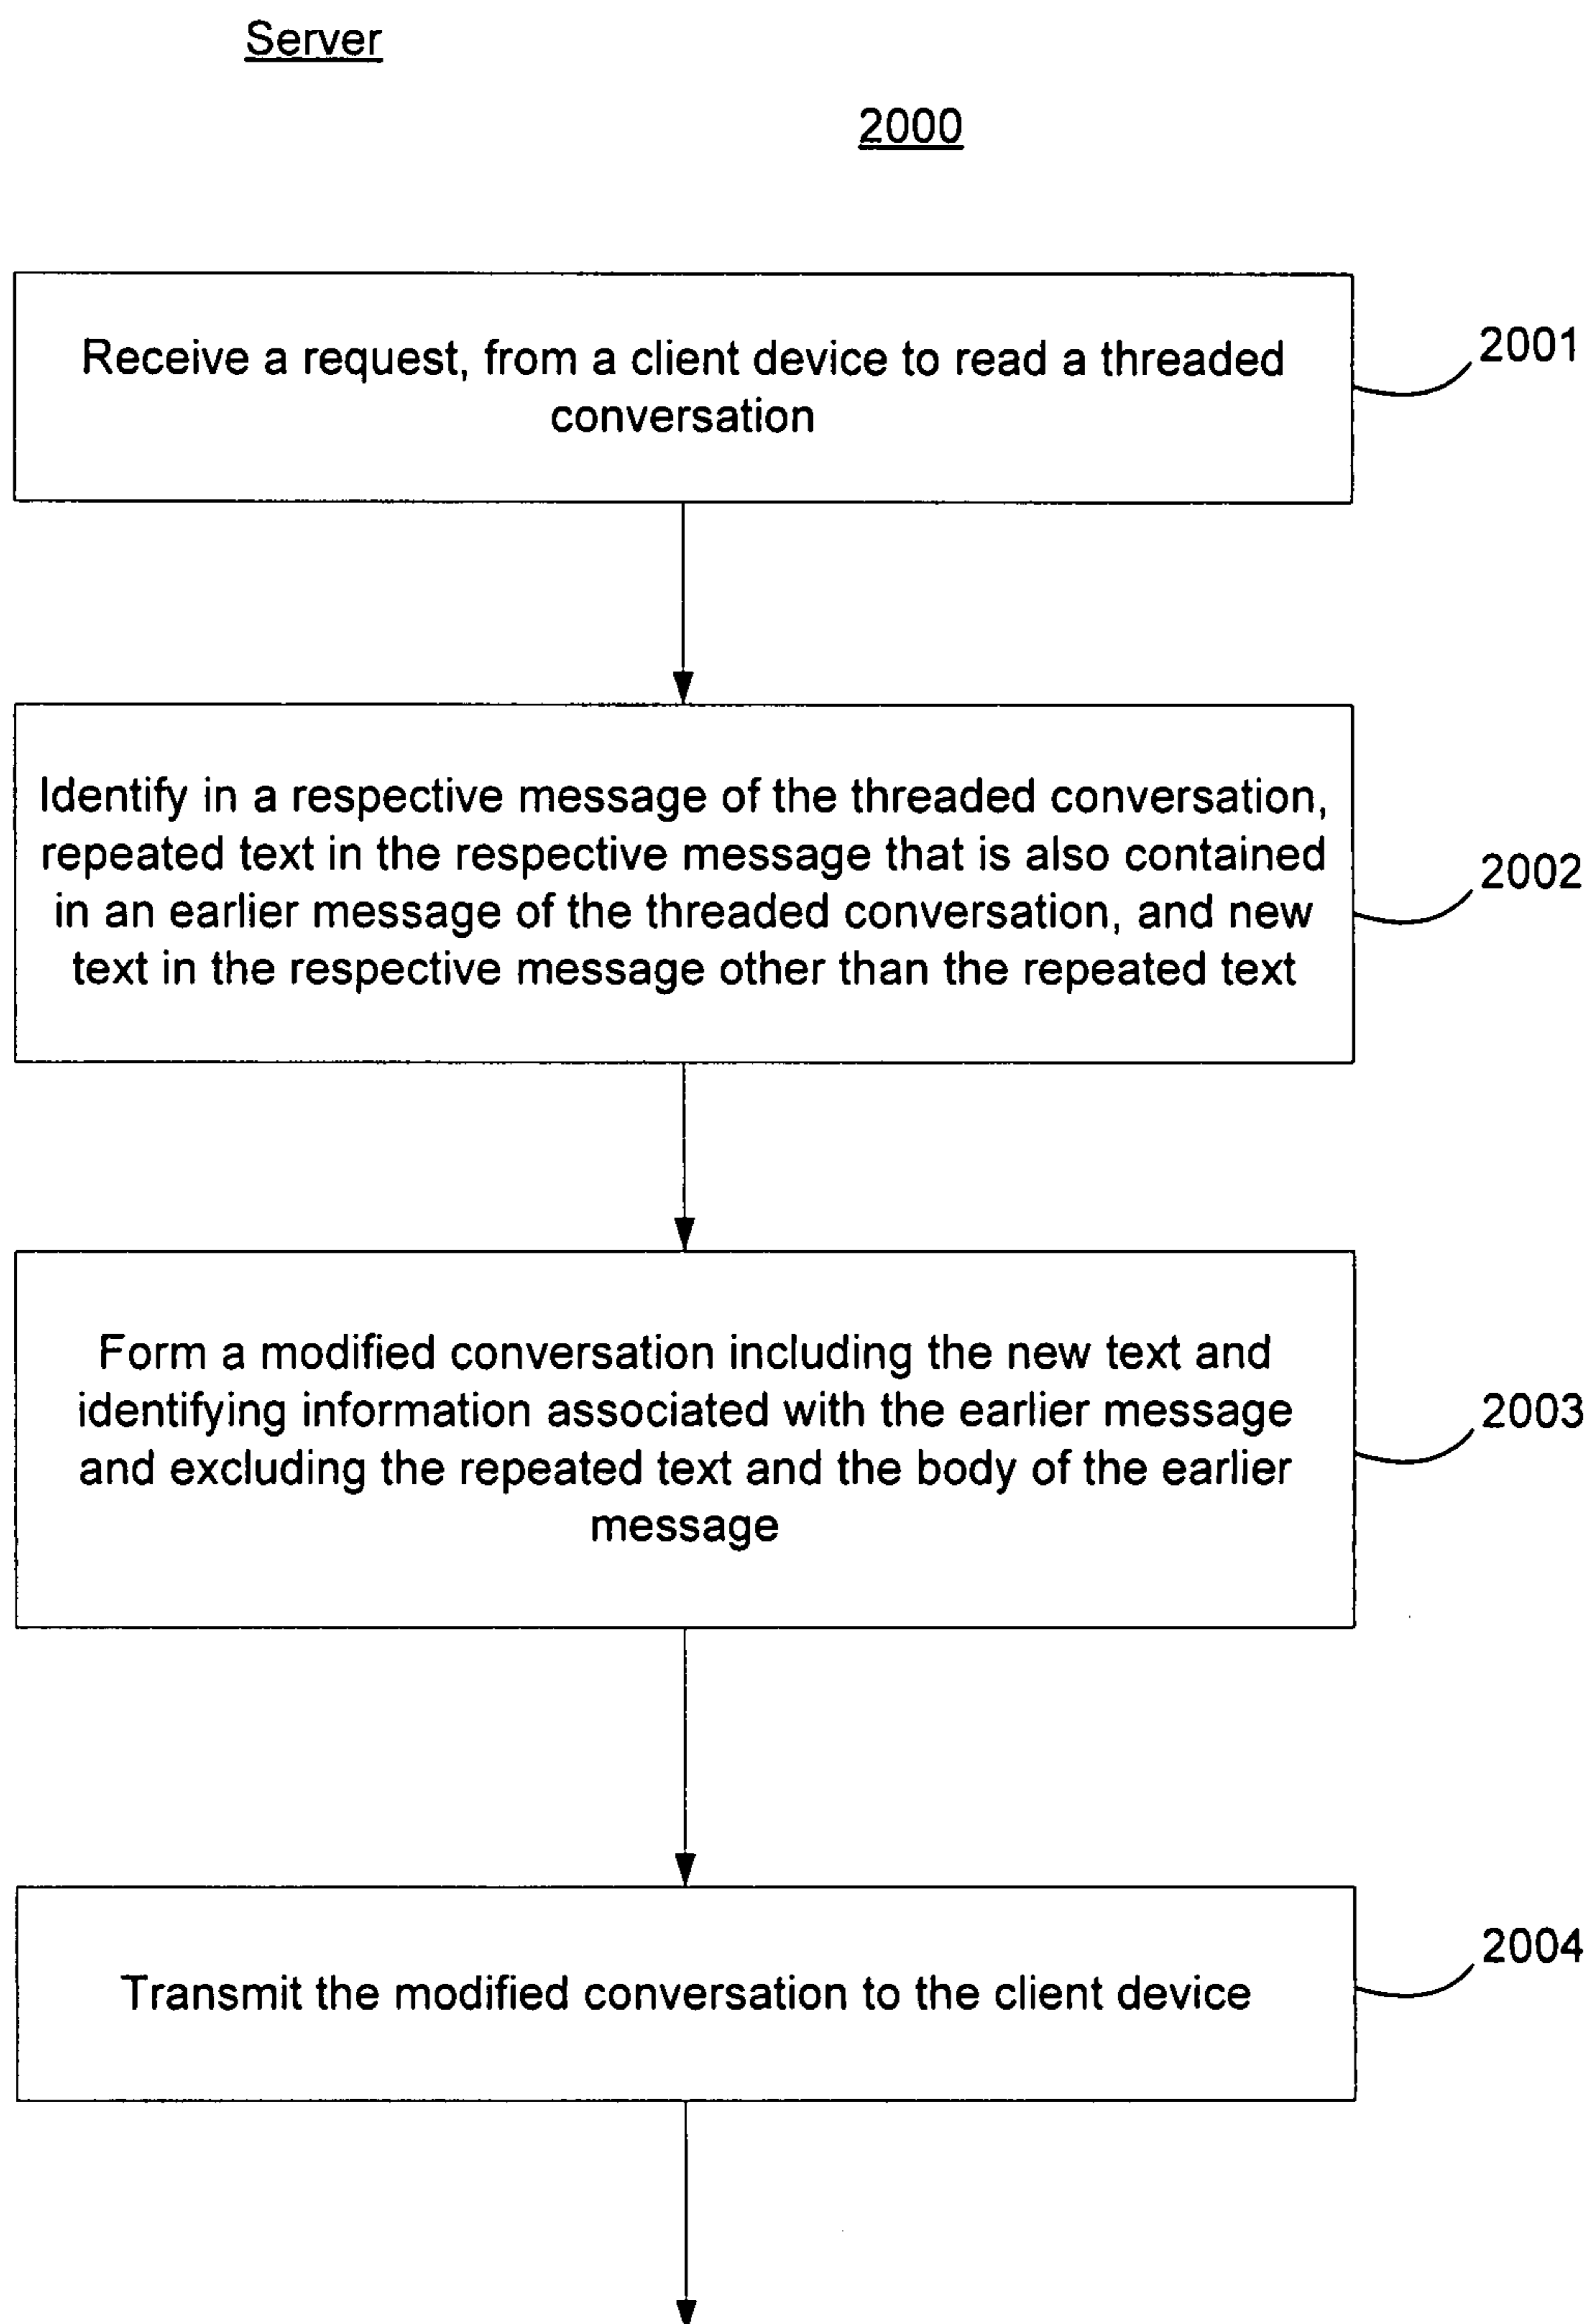 Server
2000
Receive a request, from a client device to read a threaded
conversation
2001
Identify in a respective message of the threaded conversation,
repeated text in the respective message that is also contained
in an earlier message of the threaded conversation, and new
text in the respective message other than the repeated text
2002
Form a modified conversation including the new text and
identifying information associated with the earlier message
and excluding the repeated text and the body of the earlier
message
2003
Transmit the modified conversation to the client device
2004